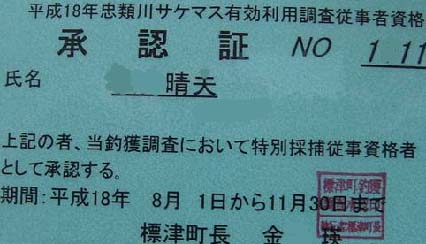 平成18年忠類川サケマス有効利用調査従事者資格
承認証 NO 1.11
氏名 晴夫
上記の者、当釣獲調査において特別採捕従事資格者
として承認する。
期間:平成18年 8月 1日から11月30日まで
標津町長 金 瑛